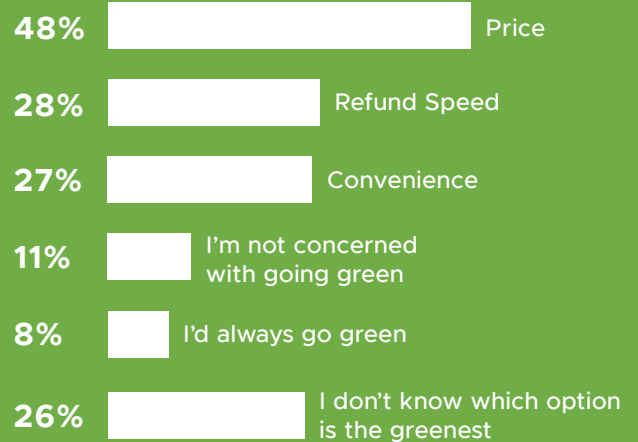 48% Price
28% Refund Speed
27% Convenience
11% I'm not concerned
with going green
8% I'd always go green
26% I don't know which option
is the greenest